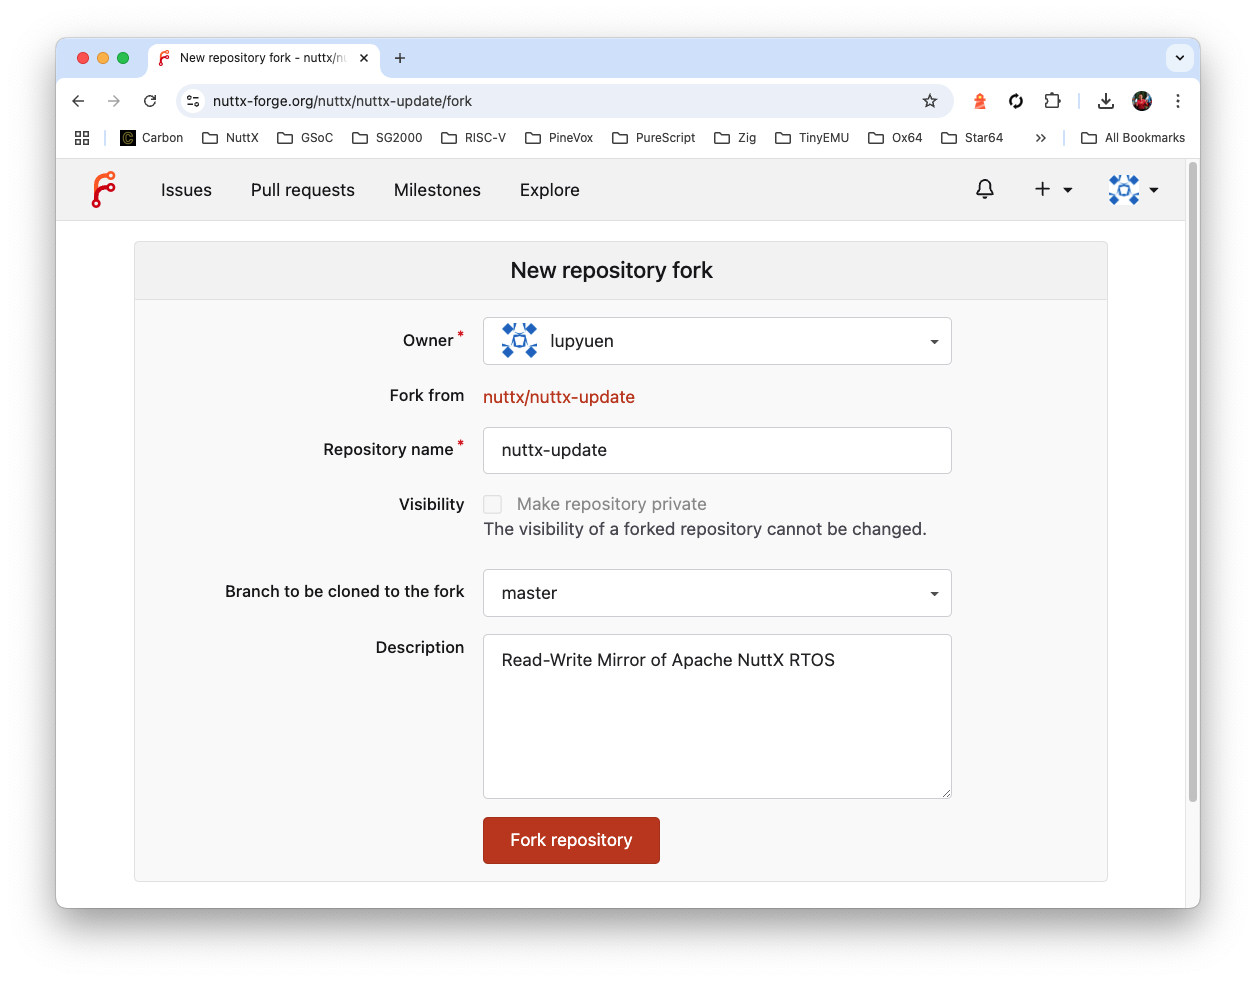 New repository fork - nuttx/nu
nuttx-forge.org/nuttx/nuttx-update/fork
Carbon NuttX GSoC SG2000 RISC-V PineVox PureScript Zig TinyEMU Ox64 Star64 » All Bookmarks
Issues Pull requests Milestones Explore
New repository fork
Owner * lupyuen
Fork from nuttx/nuttx-update
Repository name * nuttx-update
Visibility Make repository private
The visibility of a forked repository cannot be changed.
Branch to be cloned to the fork master
Description Read-Write Mirror of Apache NuttX RTOS
Fork repository